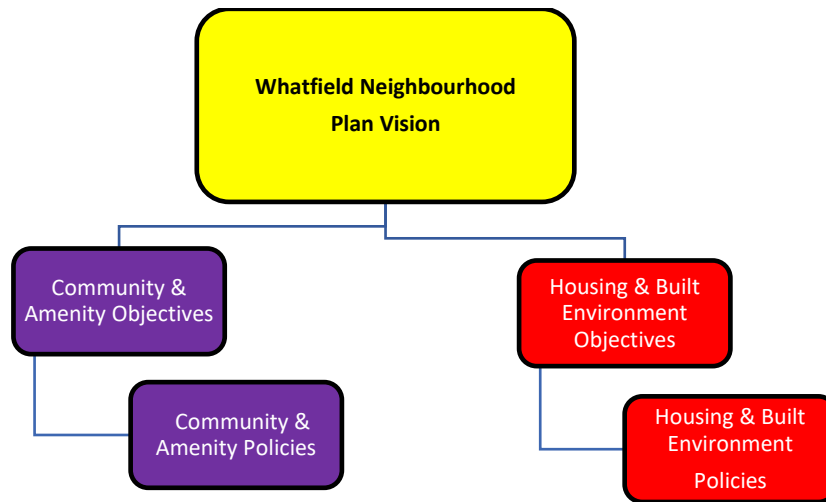 Whatfield Neighbourhood
Plan Vision
Community &
Amenity Objectives
Housing & Built
Environment
Objectives
Community &
Amenity Policies
Housing & Built
Environment
Policies